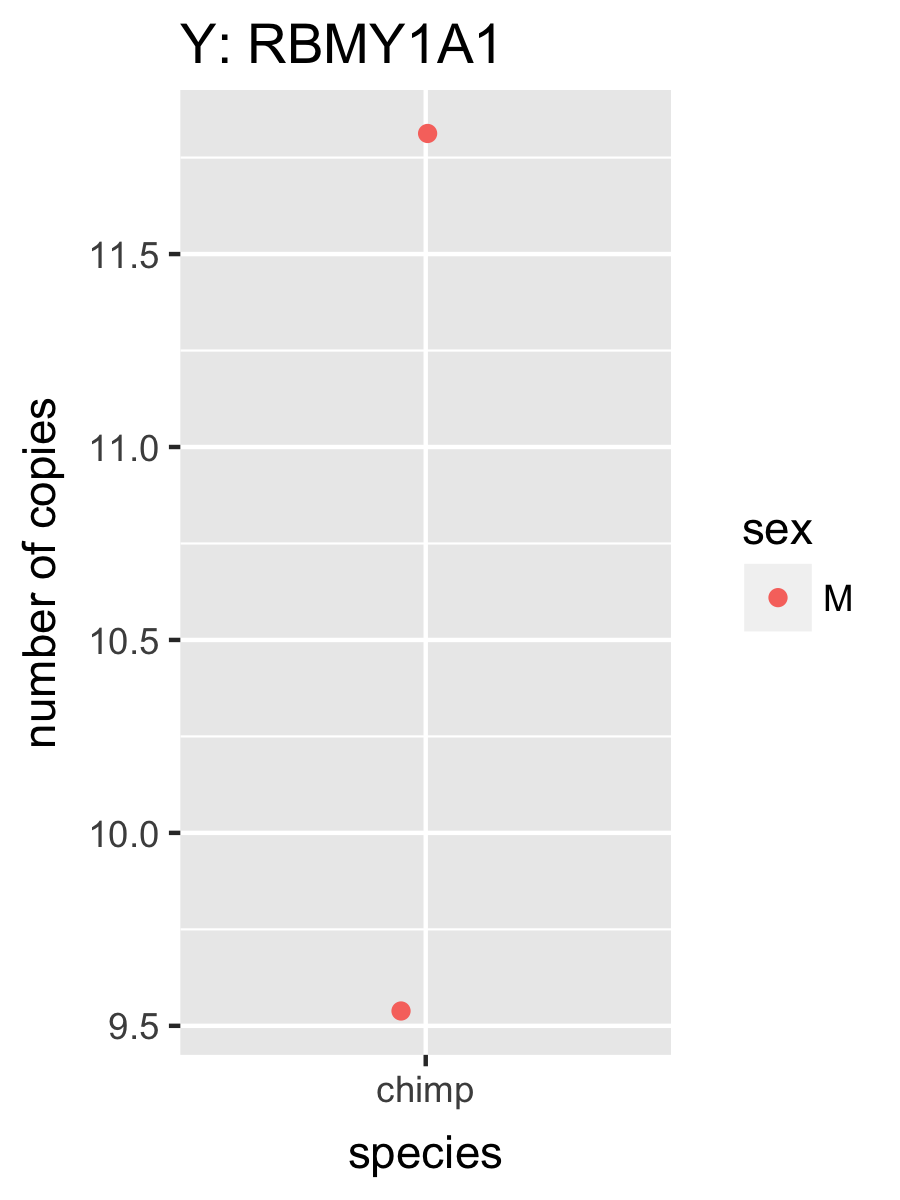 Y: RBMY1A1
number of copies
11.5
11.0
10.5
10.0
9.5
chimp
species
sex
M